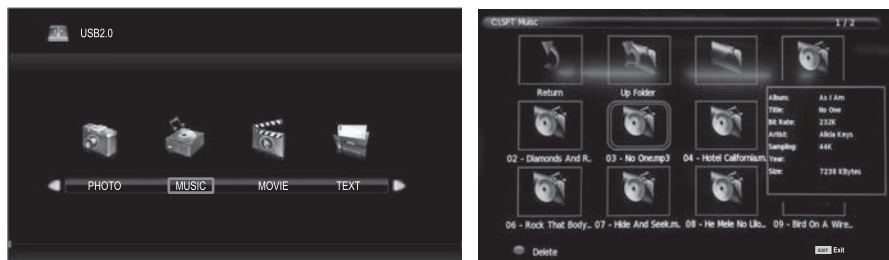 USB2.0
PHOTO MUSIC MOVIE TEXT
C:\SPT Music 1 / 2
Return Up Folder
Album: As I Am
Title: No One
Bit Rate: 232K
Artist: Alicia Keys
Sampling: 44K
Year:
Size: 7238 KBytes
02 - Diamonds And R.. 03 - No One.mp3 04 - Hotel California.m
06 - Rock That Body.. 07 - Hide And Seek.m.. 08 - He Mele No Lilo.. 09 - Bird On A Wire..
Delete EXIT Exit